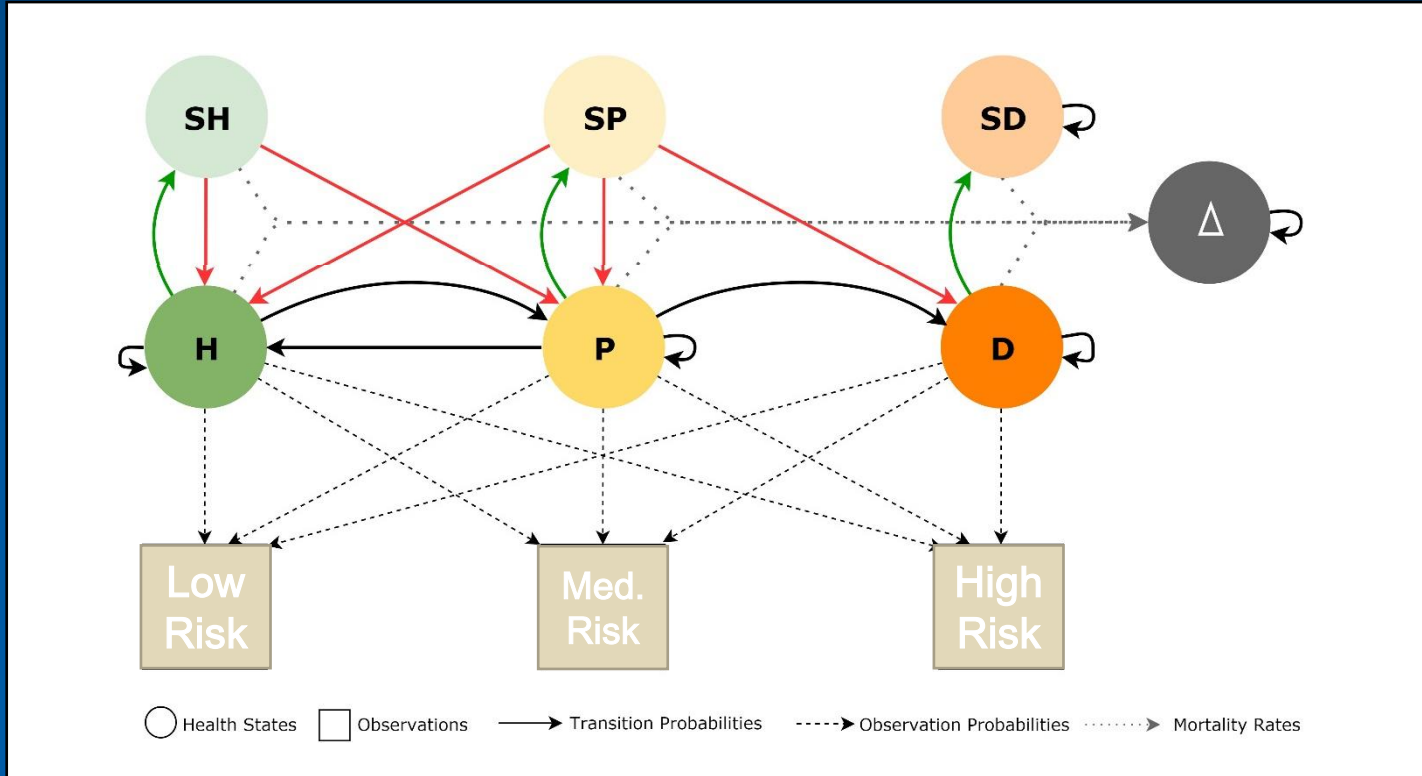 SH
SP
SD
Δ
H
P
D
Low
Risk
Med.
Risk
High
Risk
Health States
Observations
Transition Probabilities
Observation Probabilities
Mortality Rates